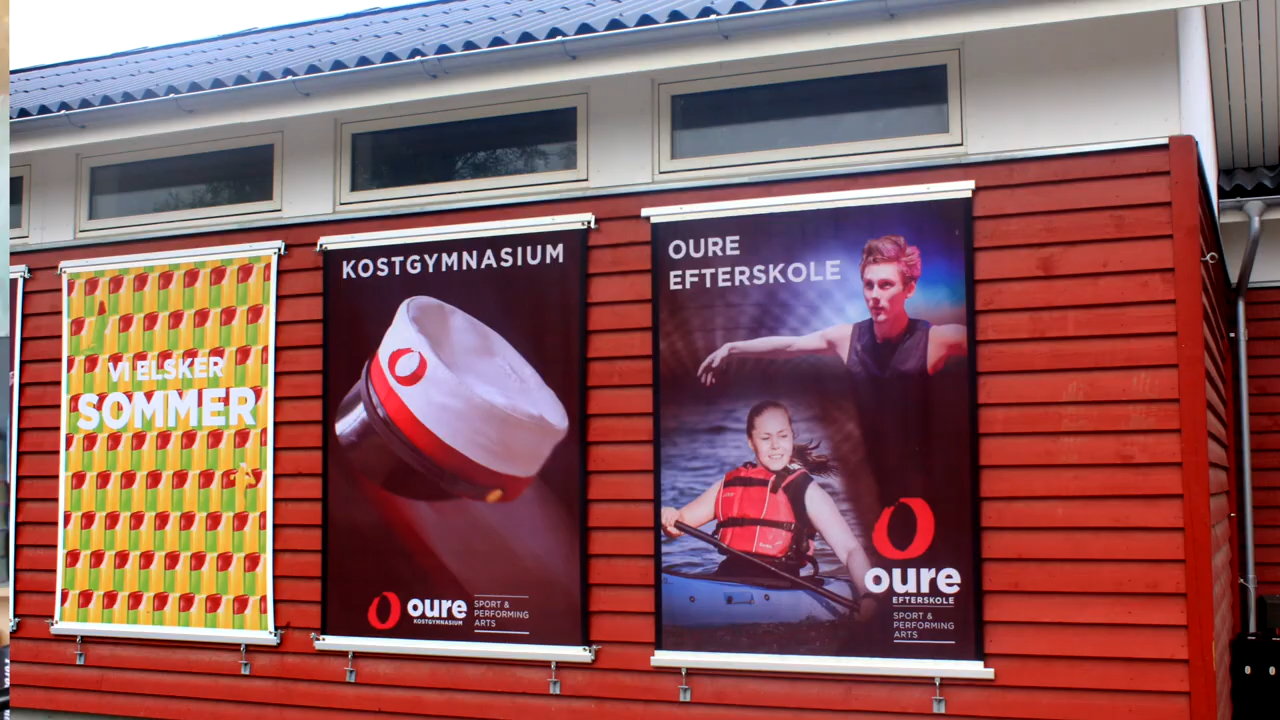 VI ELSKER
SOMMER
KOSTGYMNASIUM
oure
KOSTGYMNASIUM
SPORT &
PERFORMING
ARTS
OURE
EFTERSKOLE
oure
EFTERSKOLE
SPORT &
PERFORMING
ARTS